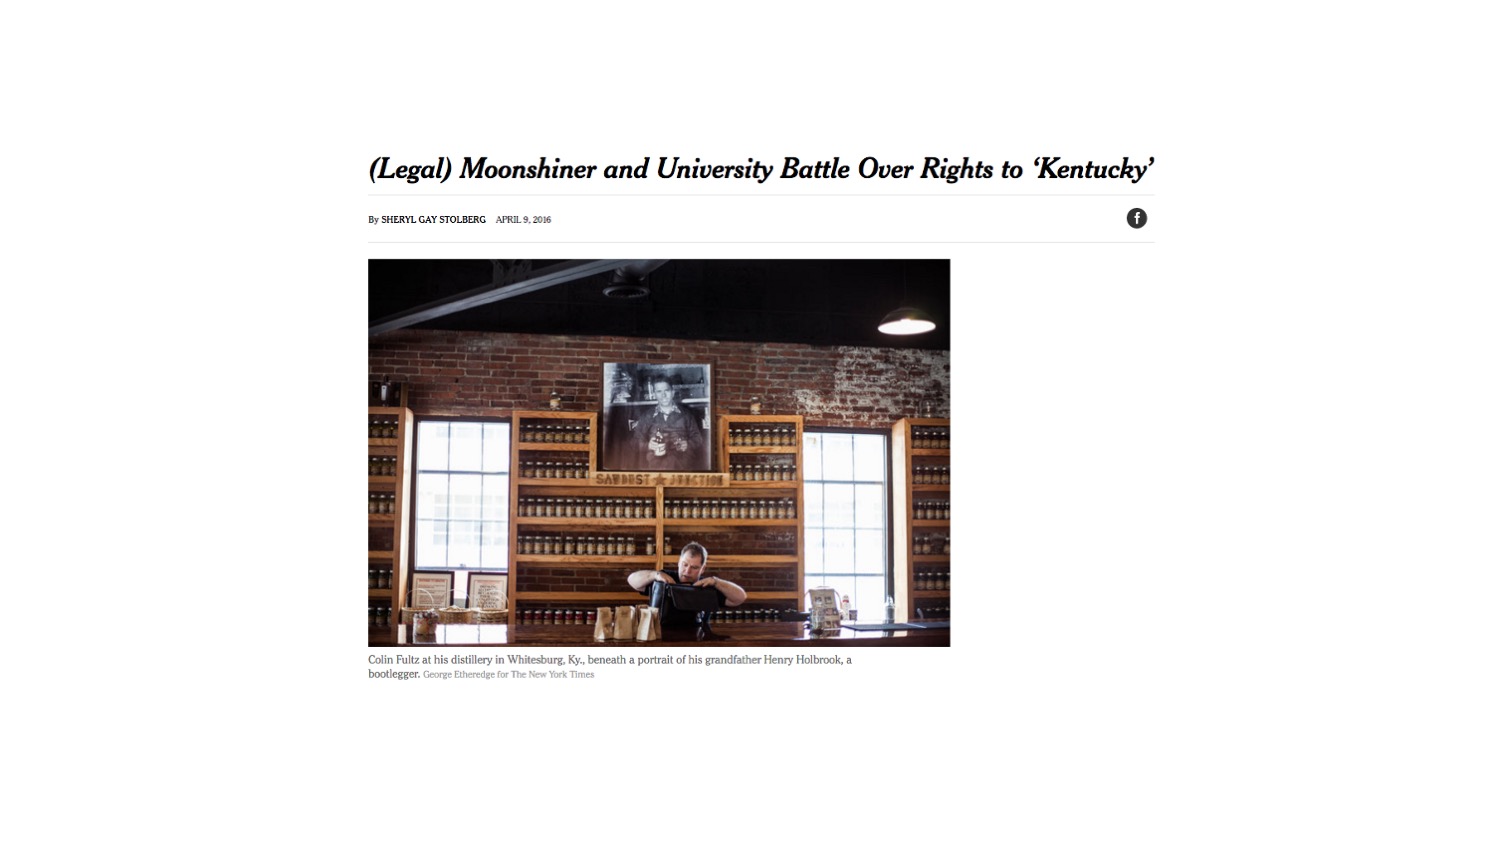 (Legal) Moonshiner and University Battle Over Rights to ‘Kentucky’
By SHERYL GAY STOLBERG APRIL 9, 2016
f
SAWDUST ★ JUNCTION
Colin Fultz at his distillery in Whitesburg, Ky., beneath a portrait of his grandfather Henry Holbrook, a
bootlegger. George Etheredge for The New York Times